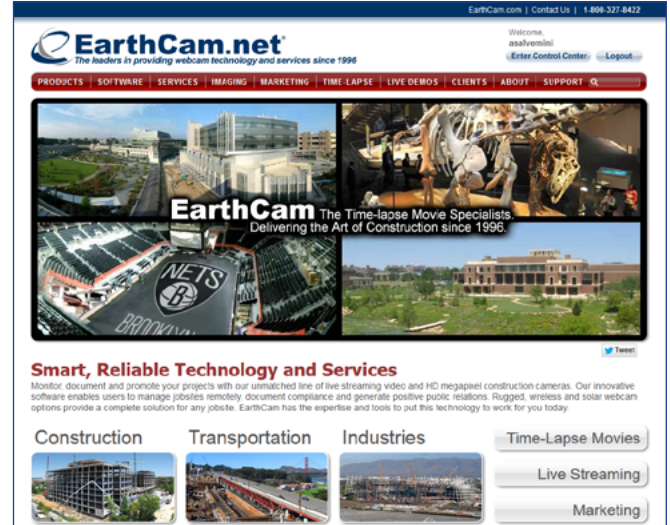 EarthCam.com | Contact Us | 1-800-327-8422
EarthCam.net®
The leaders in providing webcam technology and services since 1996
Welcome,
asalvemini
Enter Control Center
Logout
PRODUCTS
SOFTWARE
SERVICES
IMAGING
MARKETING
TIME-LAPSE
LIVE DEMOS
CLIENTS
ABOUT
SUPPORT
EarthCam The Time-lapse Movie Specialists.
Delivering the Art of Construction since 1996.
NETS
B
BROOKLYN
Tweet
Smart, Reliable Technology and Services
Monitor, document and promote your projects with our unmatched line of live streaming video and HD megapixel construction cameras. Our innovative
software enables users to manage jobsites remotely, document compliance and generate positive public relations. Rugged, wireless and solar webcam
options provide a complete solution for any jobsite. EarthCam has the expertise and tools to put this technology to work for you today.
Construction
Transportation
Industries
Time-Lapse Movies
Live Streaming
Marketing